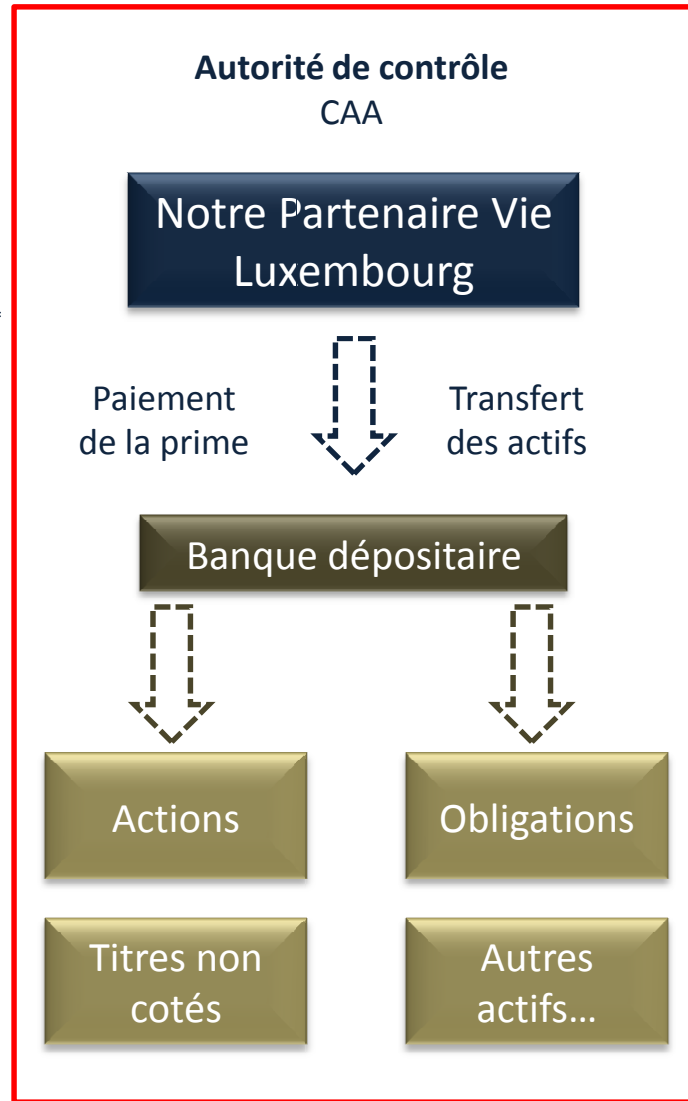 Autorité de contrôle
CAA
Notre Partenaire Vie
Luxembourg
Paiement
de la prime
Transfert
des actifs
Banque dépositaire
Actions
Obligations
Titres non
cotés
Autres
actifs…